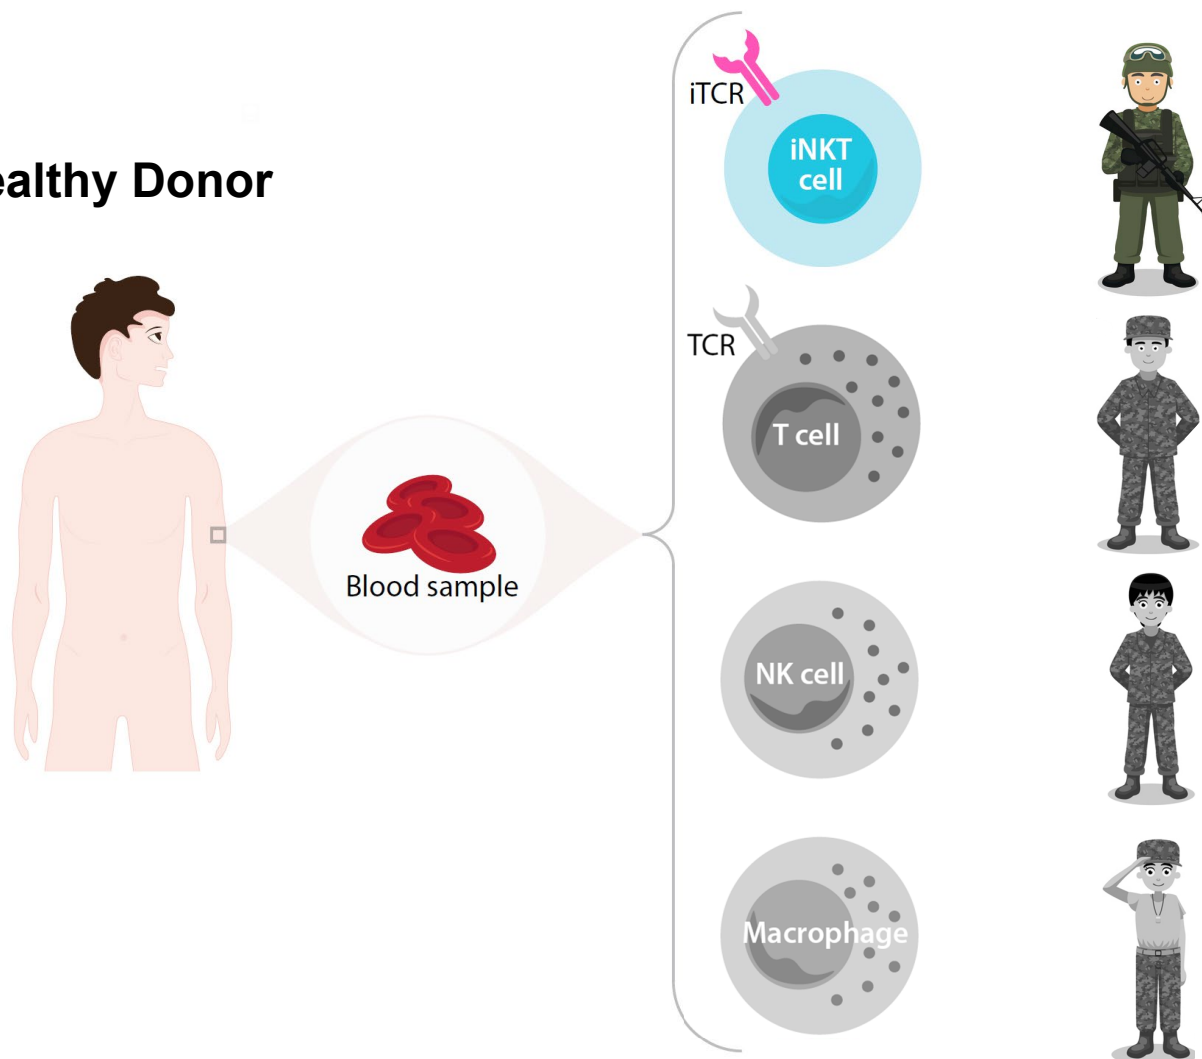 ealthy Donor
Blood sample
iTCR
iNKT
cell
TCR
T cell
NK cell
Macrophage